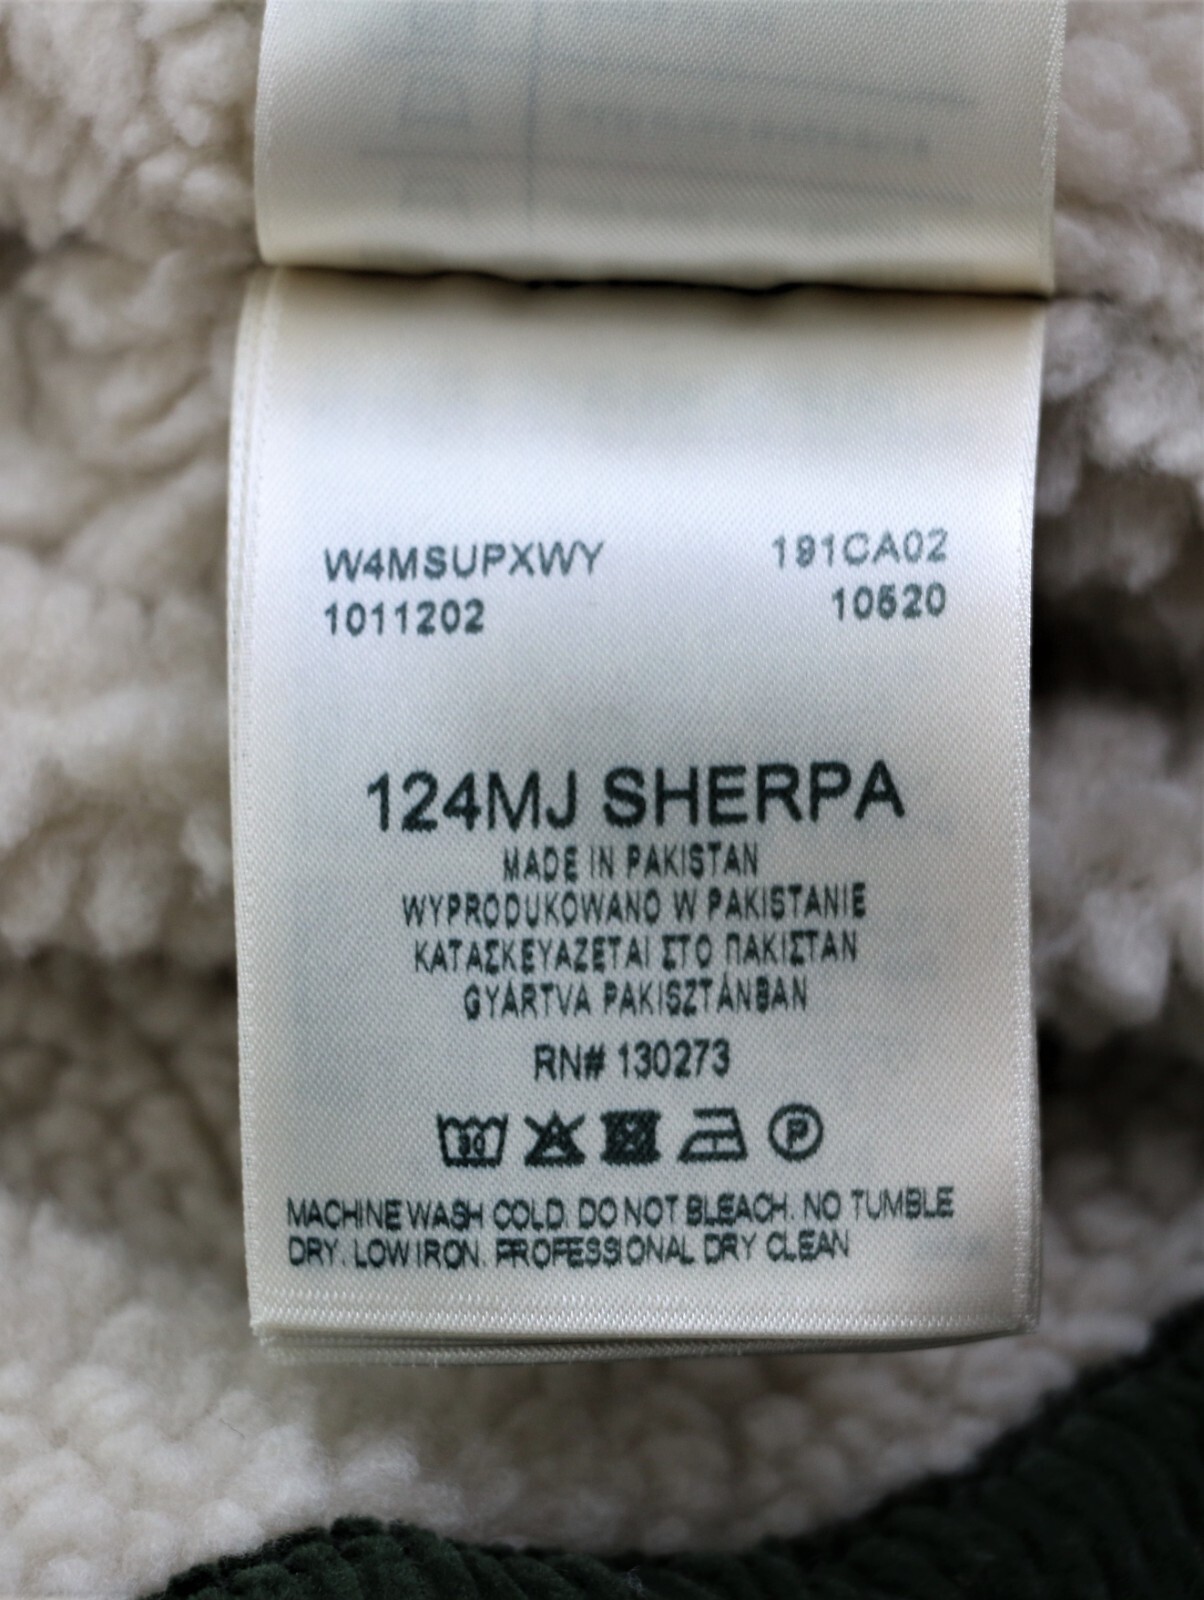 W4MSUPXWY 191CA02
1011202 10520
124MJ SHERPA
MADE IN PAKISTAN
WYPRODUKOWANO W PAKISTANIE
ΚΑΤΑΣΚΕΥΑΖΕΤΑΙ ΣΤΟ ΠΑΚΙΣΤΑΝ
GYÁRTVA PAKISZTÁNBAN
RN# 130273
30 P
MACHINE WASH COLD. DO NOT BLEACH. NO TUMBLE
DRY. LOW IRON. PROFESSIONAL DRY CLEAN